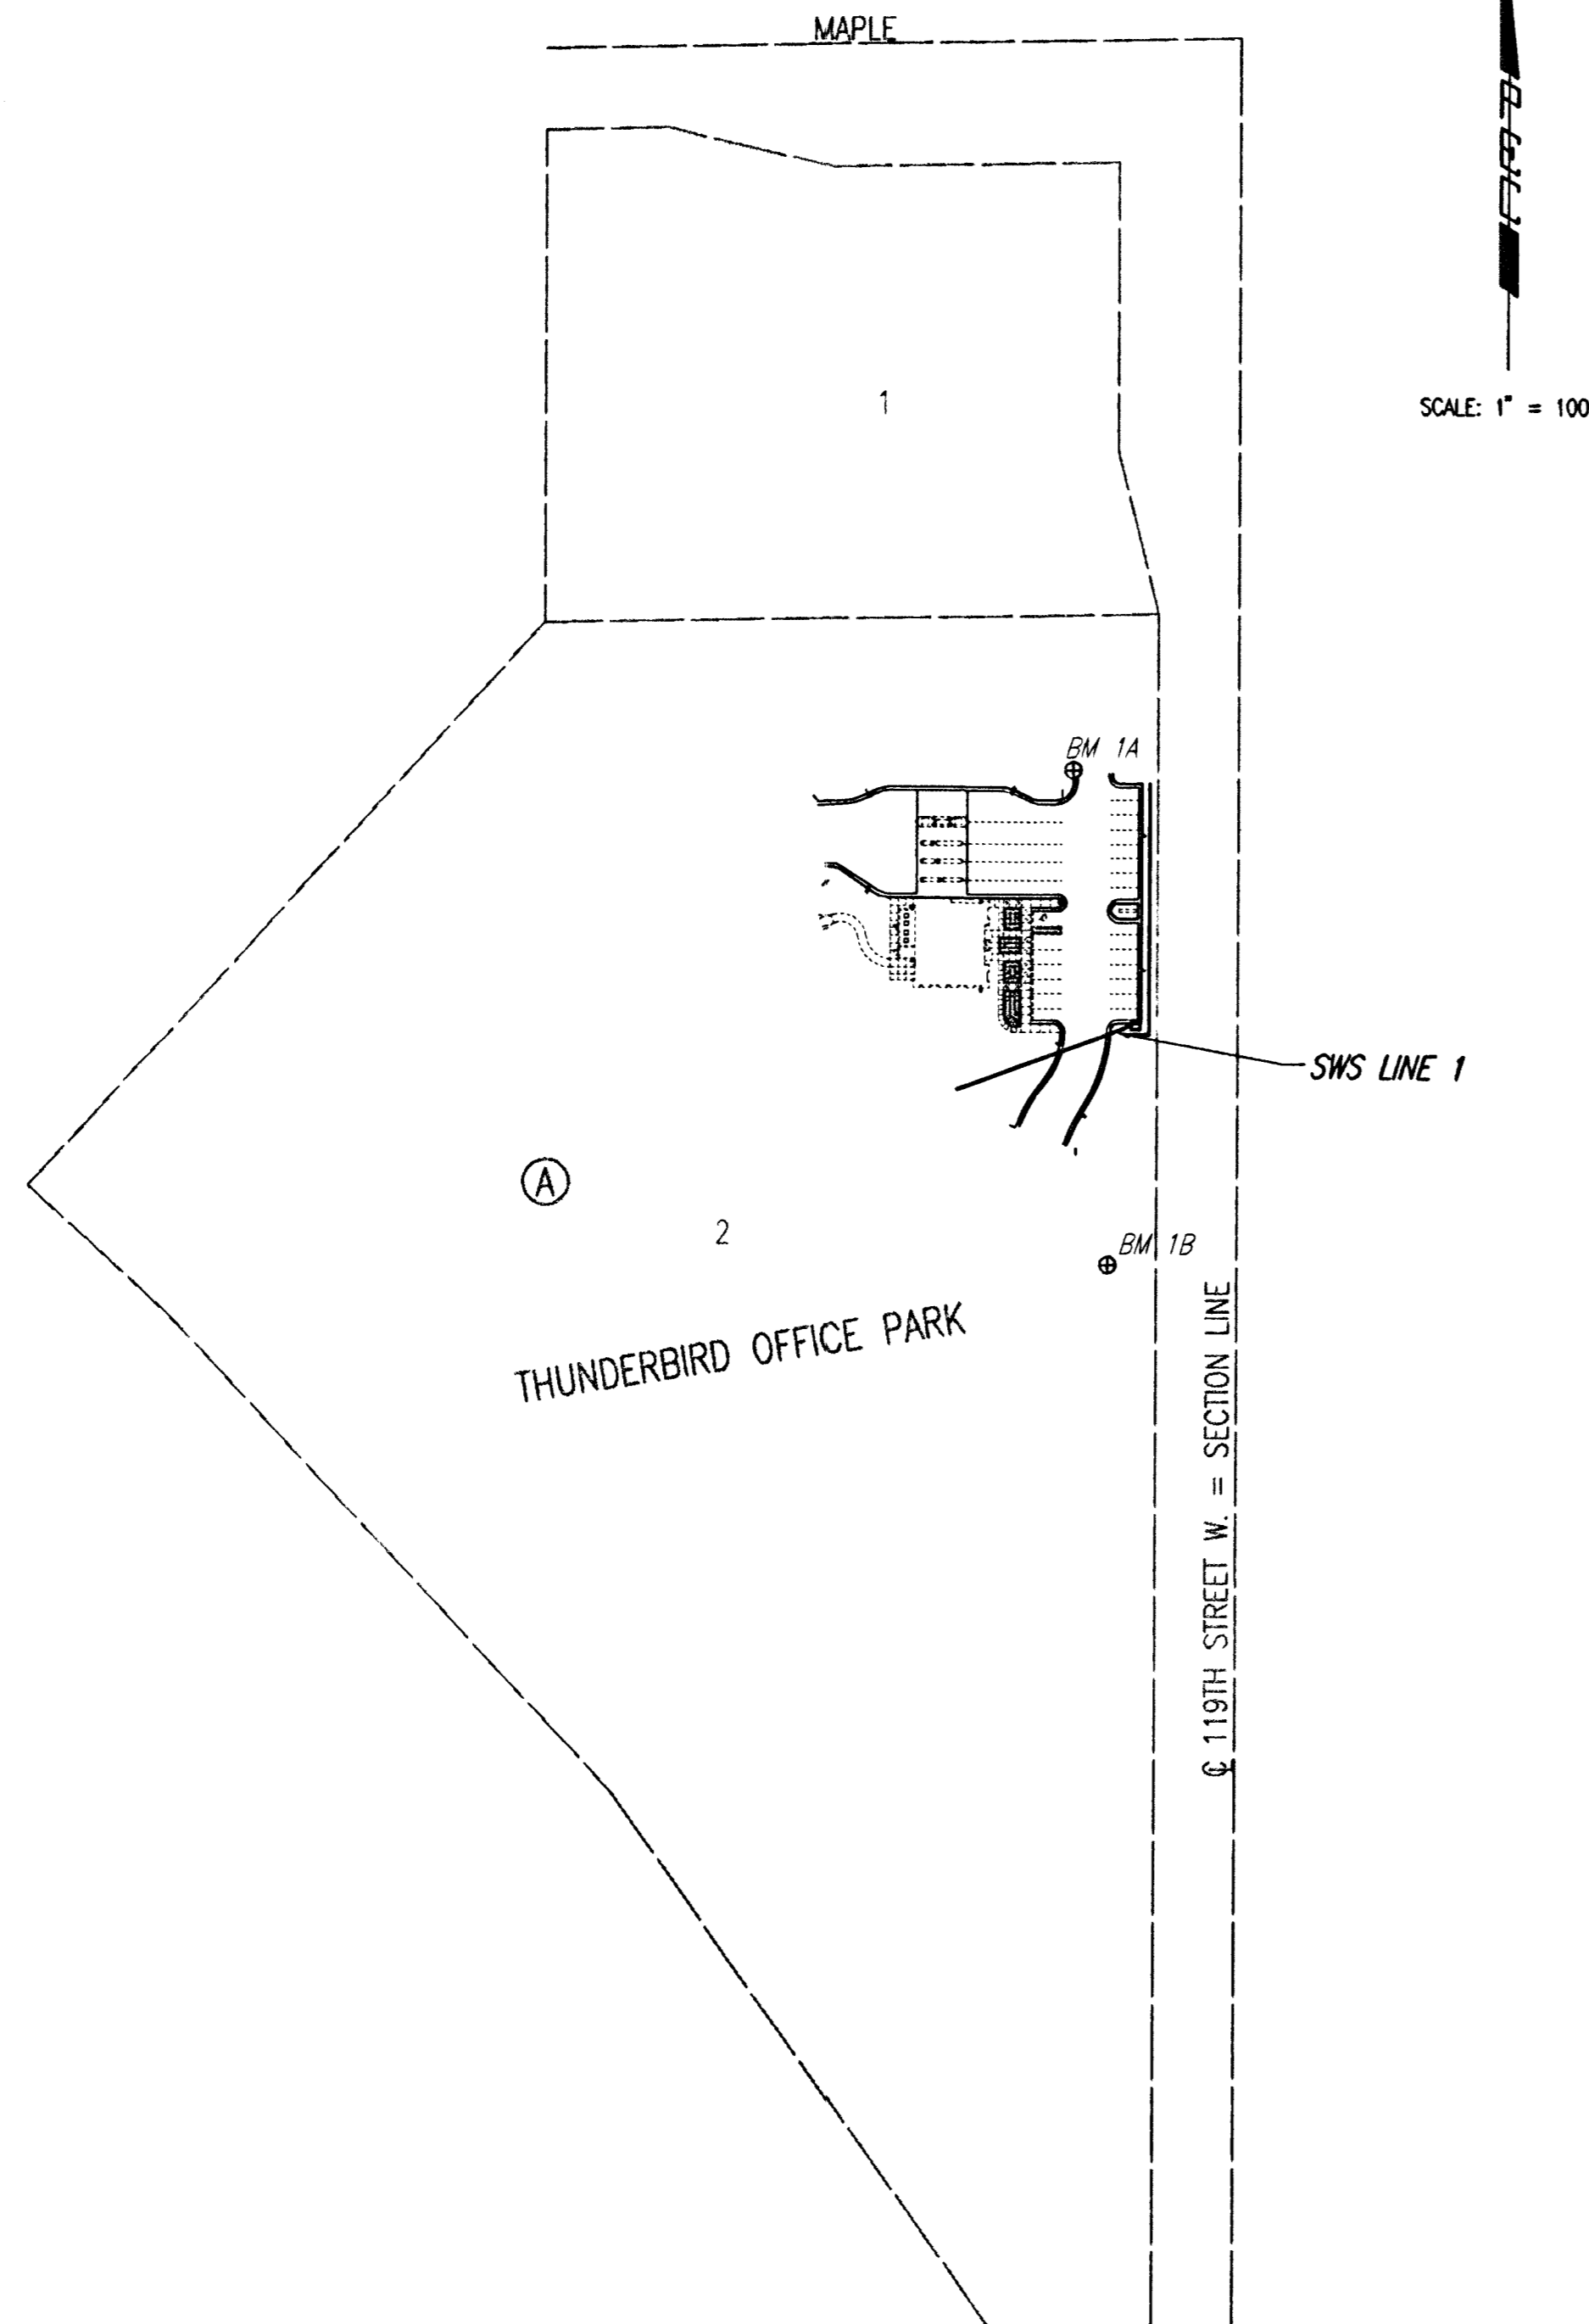 MAPLE
SCALE: 1" = 100
1
BM 1A
SWS LINE 1
A
2
BM 1B
THUNDERBIRD OFFICE PARK
℄ 119TH STREET W. = SECTION LINE